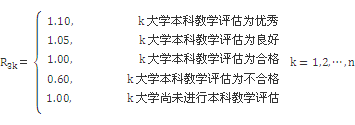 1.10, k大学本科教学评估为优秀
1.05, k大学本科教学评估为良好
R₃ₖ= 1.00, k大学本科教学评估为合格 k = 1,2,⋯,n
0.60, k大学本科教学评估为不合格
1.00, k大学尚未进行本科教学评估